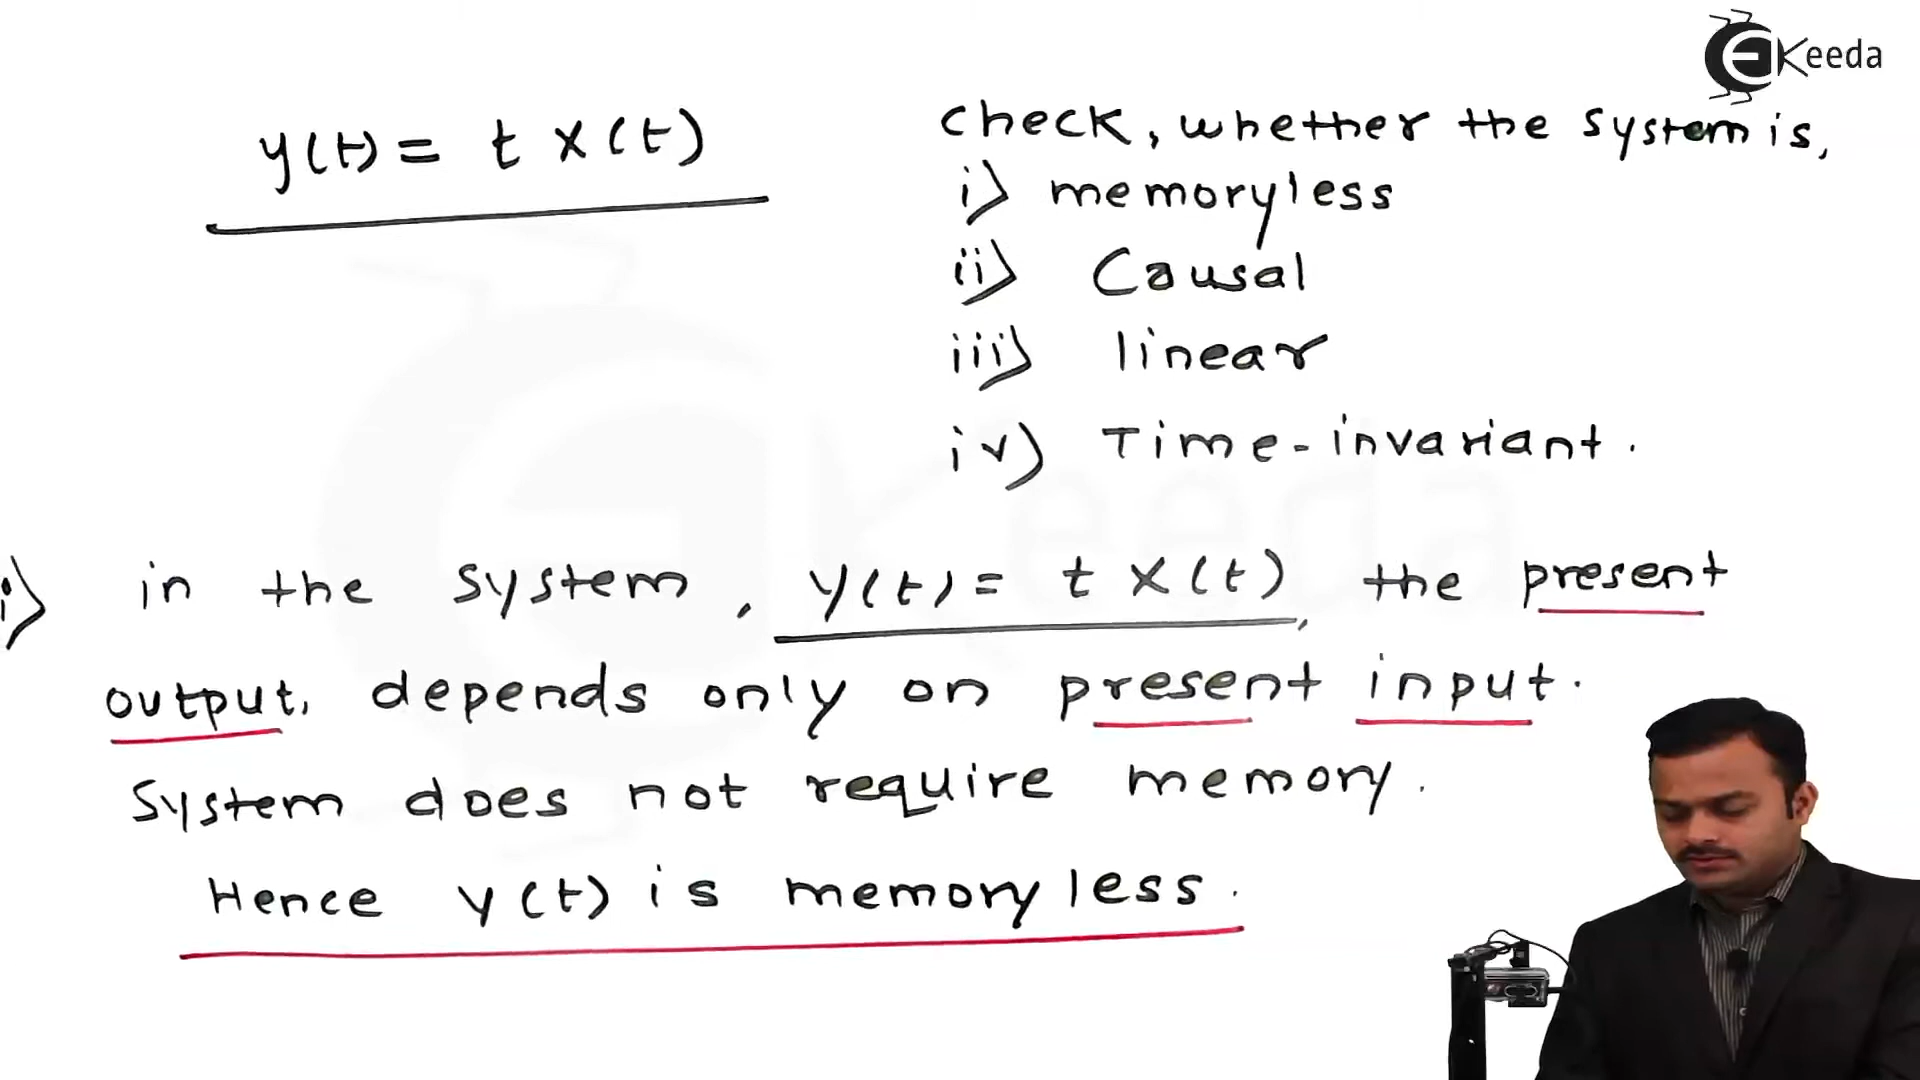 EKeeda
y(t) = t x(t)
check, whether the system is,
i) memoryless
ii) Causal
iii) linear
iv) Time-invariant.
i) in the system, y(t) = t x(t), the present
output, depends only on present input.
System does not require memory.
Hence y(t) is memoryless.